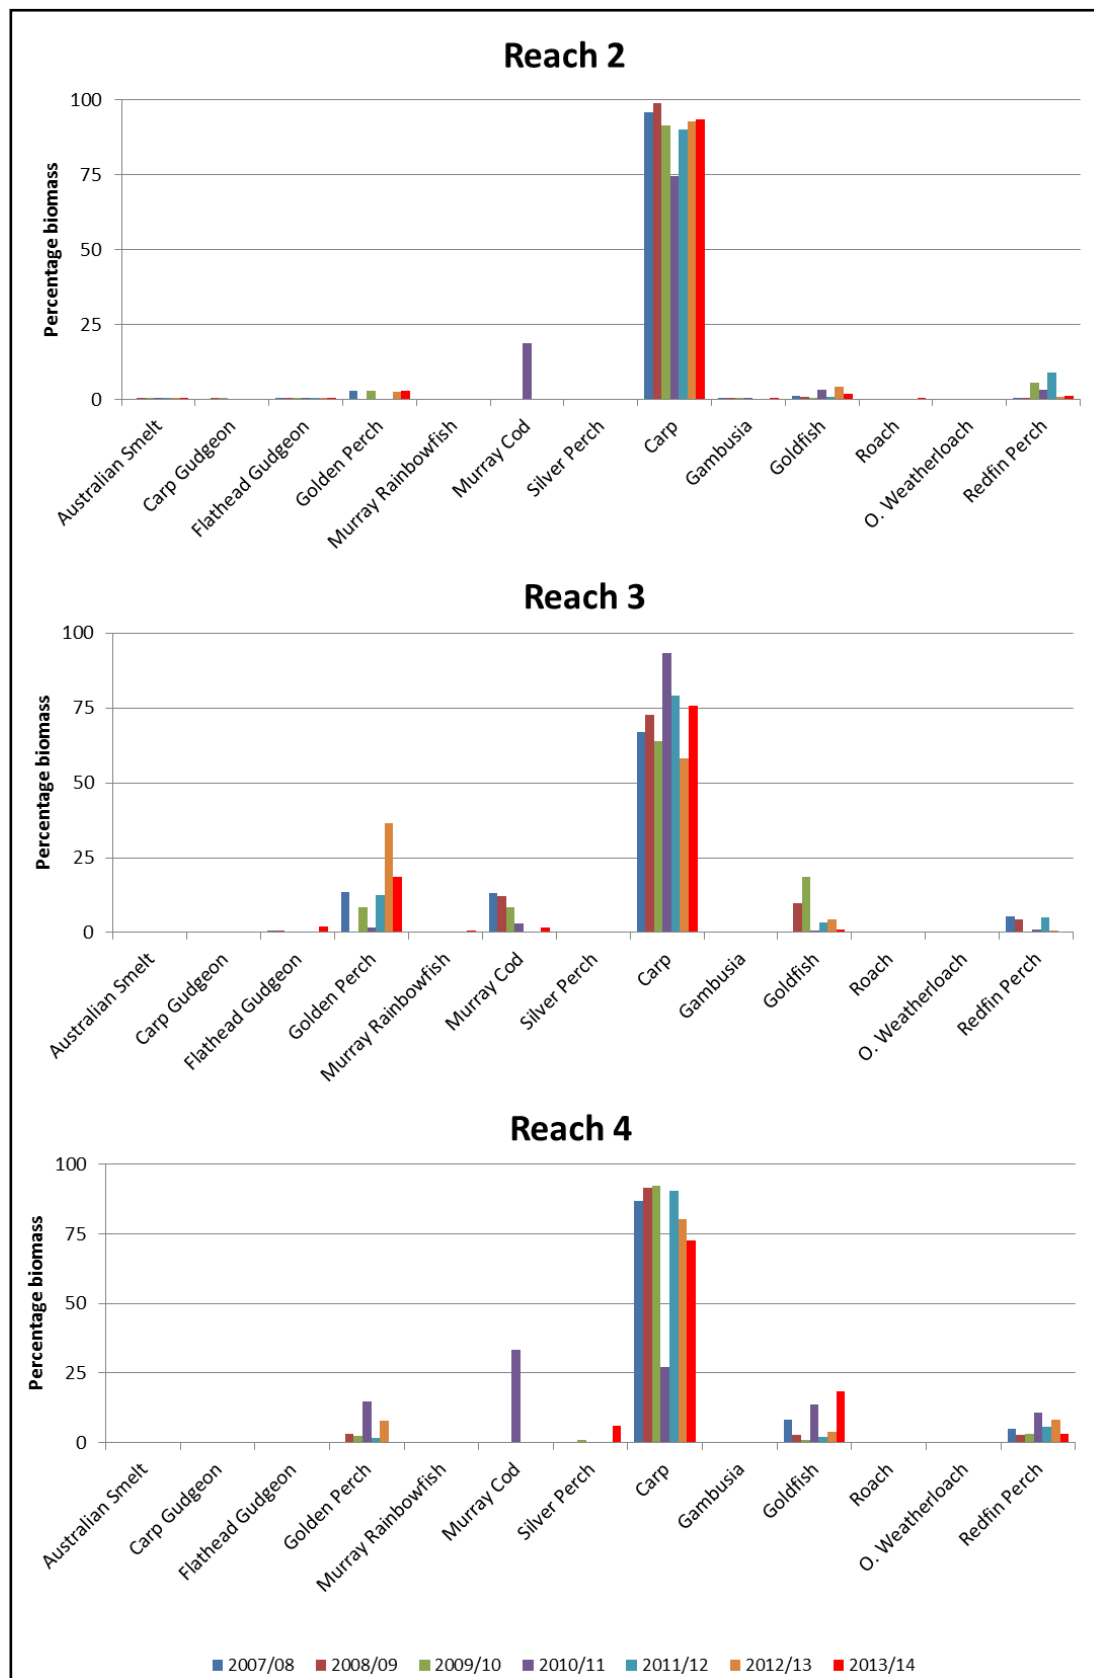 Reach 2
Percentage biomass
100
75
50
25
0
Australian Smelt
Carp Gudgeon
Flathead Gudgeon
Golden Perch
Murray Rainbowfish
Murray Cod
Silver Perch
Carp
Gambusia
Goldfish
Roach
O. Weatherloach
Redfin Perch
Reach 3
Percentage biomass
100
75
50
25
0
Australian Smelt
Carp Gudgeon
Flathead Gudgeon
Golden Perch
Murray Rainbowfish
Murray Cod
Silver Perch
Carp
Gambusia
Goldfish
Roach
O. Weatherloach
Redfin Perch
Reach 4
Percentage biomass
100
75
50
25
0
Australian Smelt
Carp Gudgeon
Flathead Gudgeon
Golden Perch
Murray Rainbowfish
Murray Cod
Silver Perch
Carp
Gambusia
Goldfish
Roach
O. Weatherloach
Redfin Perch
2007/08 2008/09 2009/10 2010/11 2011/12 2012/13 2013/14